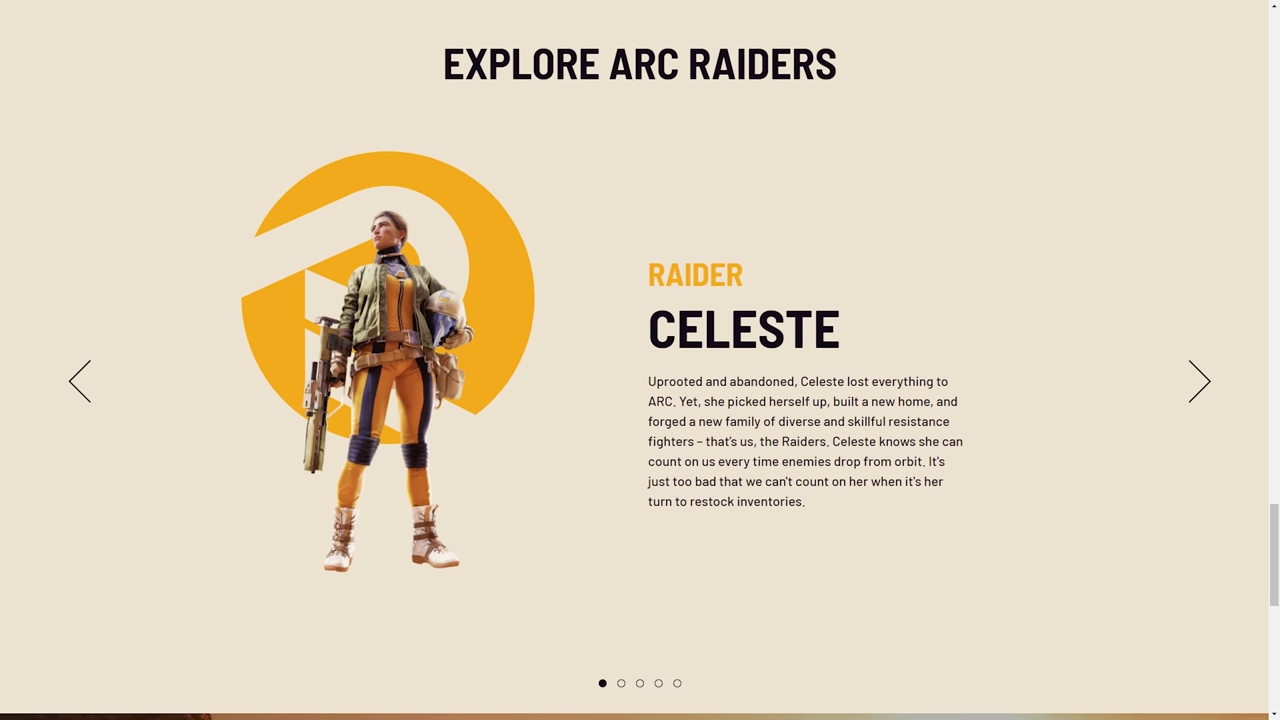 EXPLORE ARC RAIDERS
RAIDER
CELESTE
Uprooted and abandoned, Celeste lost everything to
ARC. Yet, she picked herself up, built a new home, and
forged a new family of diverse and skillful resistance
fighters – that's us, the Raiders. Celeste knows she can
count on us every time enemies drop from orbit. It's
just too bad that we can't count on her when it's her
turn to restock inventories.